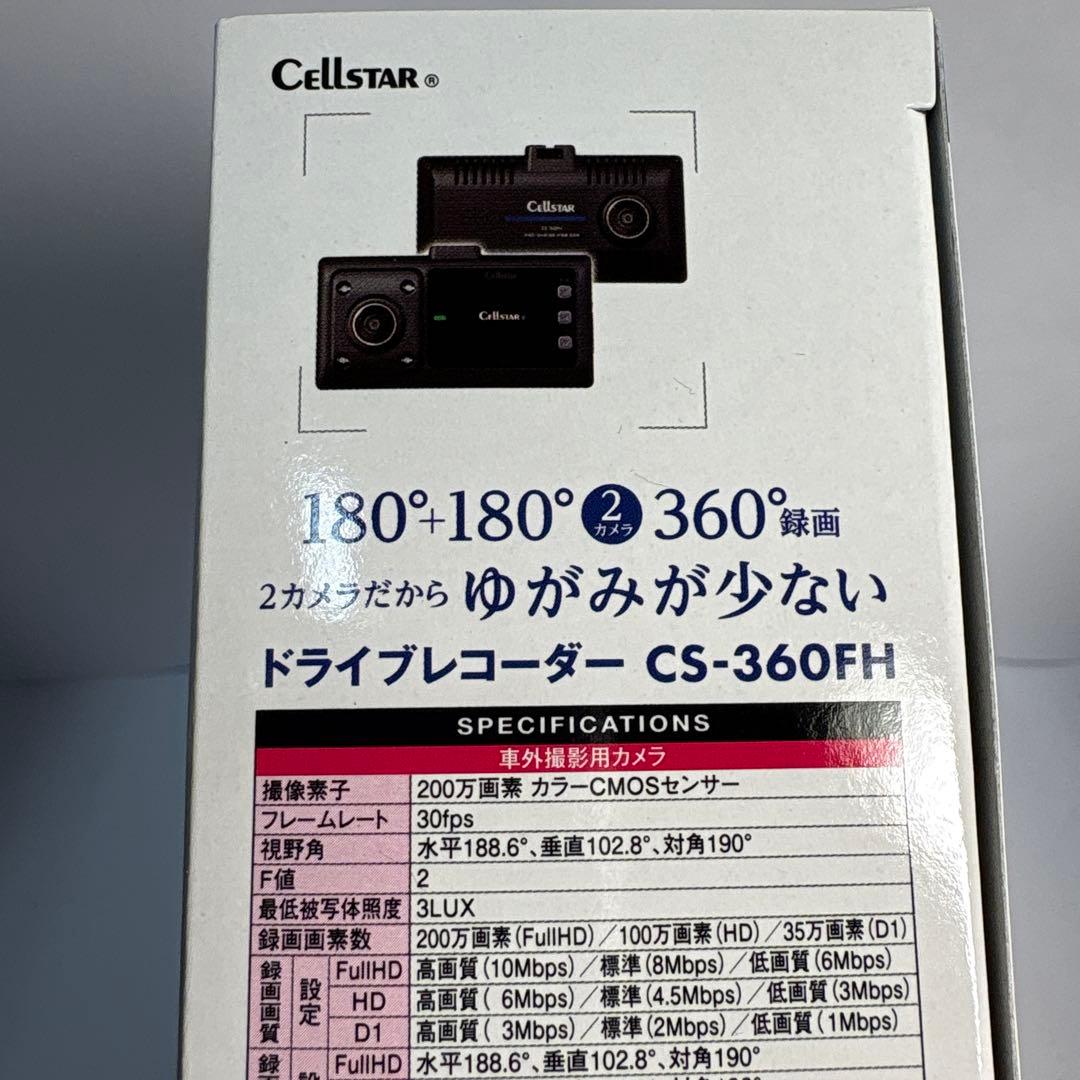 CELLSTAR®
CELLSTAR
Cellstar
CELLSTAR
180°+180° 2カメラ 360°録画
2カメラだから ゆがみが少ない
ドライブレコーダー CS-360FH
SPECIFICATIONS
車外撮影用カメラ
撮像素子 200万画素 カラーCMOSセンサー
フレームレート 30fps
視野角 水平188.6°、垂直102.8°、対角190°
F値 2
最低被写体照度 3LUX
録画画素数 200万画素(FullHD)／100万画素(HD)／35万画素(D1)
録画画質 設定 FullHD 高画質(10Mbps)／標準(8Mbps)／低画質(6Mbps)
HD 高画質( 6Mbps)／標準(4.5Mbps)／低画質(3Mbps)
D1 高画質( 3Mbps)／標準(2Mbps)／低画質(1Mbps)
録 FullHD 水平188.6°、垂直102.8°、対角190°